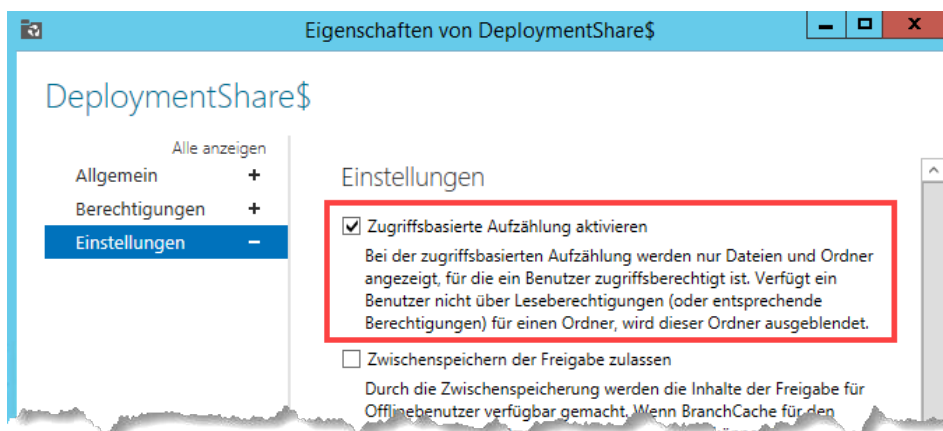 Eigenschaften von DeploymentShare$
DeploymentShare$
Alle anzeigen
Allgemein +
Berechtigungen +
Einstellungen –
Einstellungen
Zugriffsbasierte Aufzählung aktivieren
Bei der zugriffsbasierten Aufzählung werden nur Dateien und Ordner
angezeigt, für die ein Benutzer zugriffsberechtigt ist. Verfügt ein
Benutzer nicht über Leseberechtigungen (oder entsprechende
Berechtigungen) für einen Ordner, wird dieser Ordner ausgeblendet.
Zwischenspeichern der Freigabe zulassen
Durch die Zwischenspeicherung werden die Inhalte der Freigabe für
Offlinebenutzer verfügbar gemacht. Wenn BranchCache für den